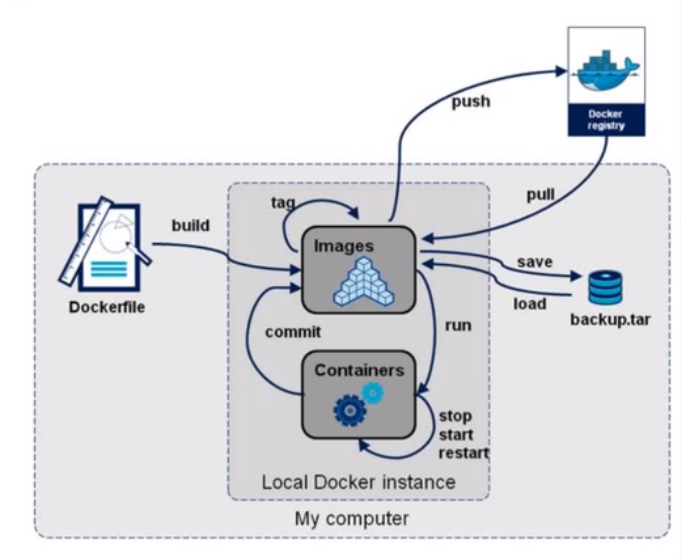 push
Docker
registry
pull
tag
build
Images
save
load
Dockerfile
backup.tar
commit
run
Containers
stop
start
restart
Local Docker instance
My computer